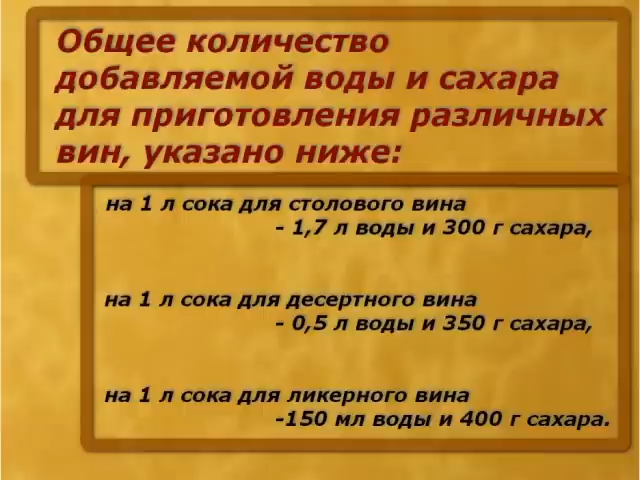 Общее количество
добавляемой воды и сахара
для приготовления различных
вин, указано ниже:
на 1 л сока для столового вина
- 1,7 л воды и 300 г сахара,
на 1 л сока для десертного вина
- 0,5 л воды и 350 г сахара,
на 1 л сока для ликерного вина
-150 мл воды и 400 г сахара.